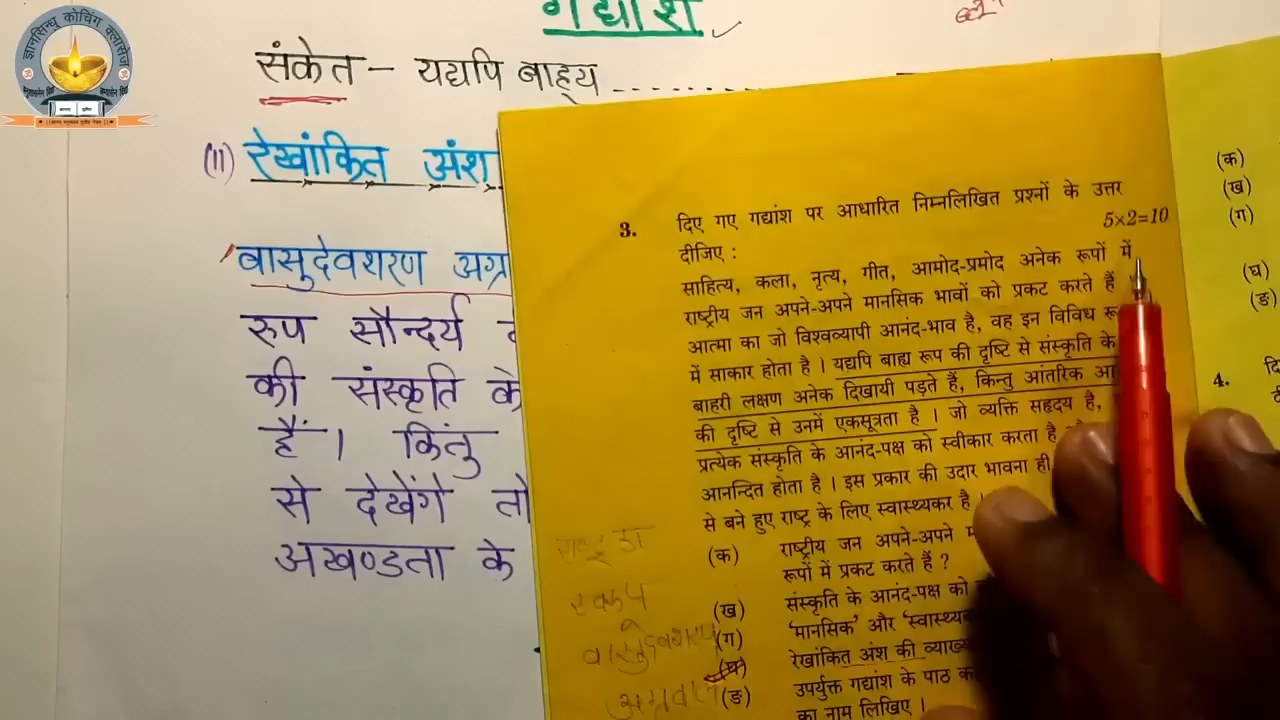 ज्ञानसिन्धु कोचिंग क्लासेज
गद्यांश
संकेत – यद्यपि बाह्य ..........
(ii) रेखांकित अंश
वासुदेवशरण
रूप सौन्दर्य
की संस्कृति के
हैं। किंतु
से देखेंगे तो
अखण्डता के
3. दिए गए गद्यांश पर आधारित निम्नलिखित प्रश्नों के उत्तर
दीजिए : 5×2=10
साहित्य, कला, नृत्य, गीत, आमोद-प्रमोद अनेक रूपों में
राष्ट्रीय जन अपने-अपने मानसिक भावों को प्रकट करते हैं
आत्मा का जो विश्वव्यापी आनंद-भाव है, वह इन विविध
में साकार होता है । यद्यपि बाह्य रूप की दृष्टि से संस्कृति के
बाहरी लक्षण अनेक दिखायी पड़ते हैं, किन्तु आंतरिक
की दृष्टि से उनमें एकसूत्रता है । जो व्यक्ति सहृदय है,
प्रत्येक संस्कृति के आनंद-पक्ष को स्वीकार करता है
आनन्दित होता है । इस प्रकार की उदार भावना ही
से बने हुए राष्ट्र के लिए स्वास्थ्यकर है ।
(क) राष्ट्रीय जन अपने-अपने
रूपों में प्रकट करते हैं ?
(ख) संस्कृति के आनंद-पक्ष को
(ग) 'मानसिक' और
(घ) रेखांकित अंश की
(ङ) उपर्युक्त गद्यांश के पाठ
का नाम लिखिए ।
वासुदेवशरण
अग्रवाल
(क)
(ख)
(ग)
(घ)
(ङ)
4.